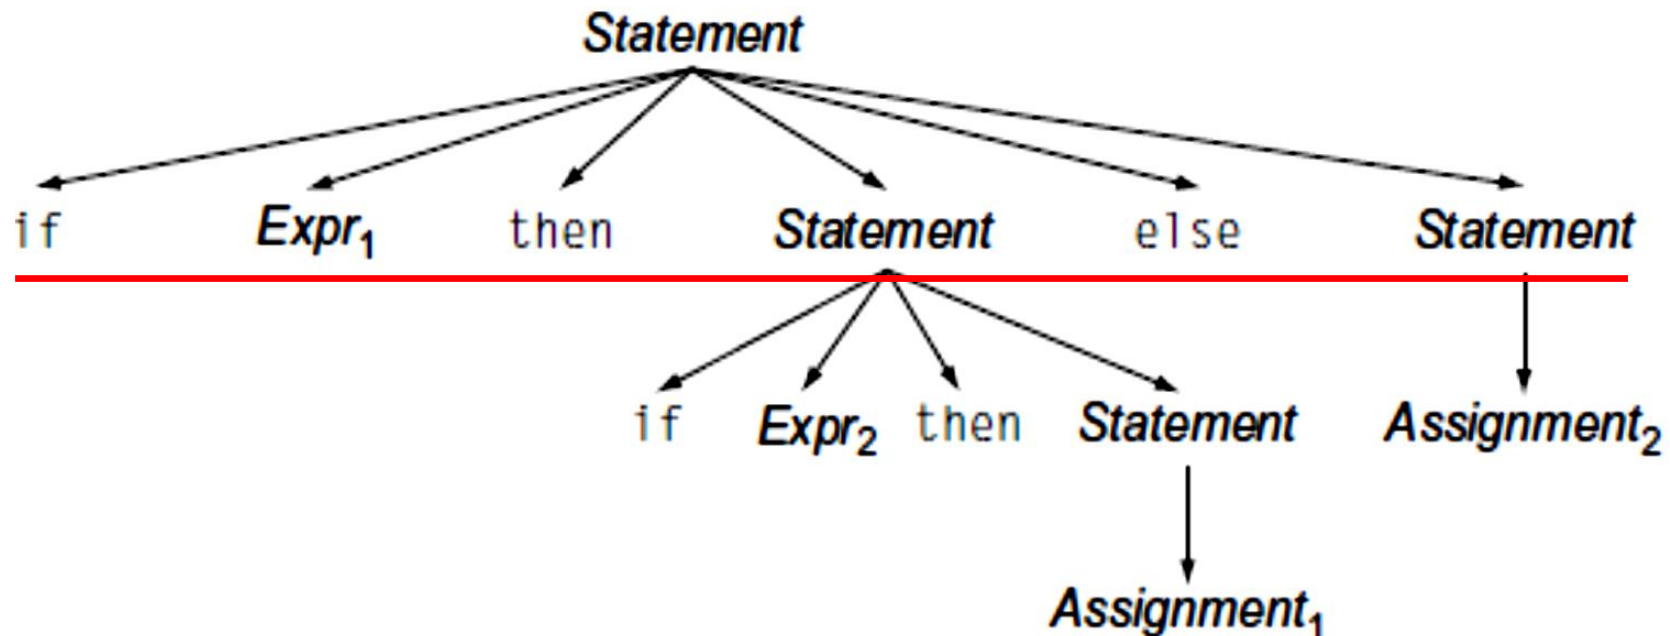 Statement
if Expr₁ then Statement else Statement
if Expr₂ then Statement Assignment₂
Assignment₁